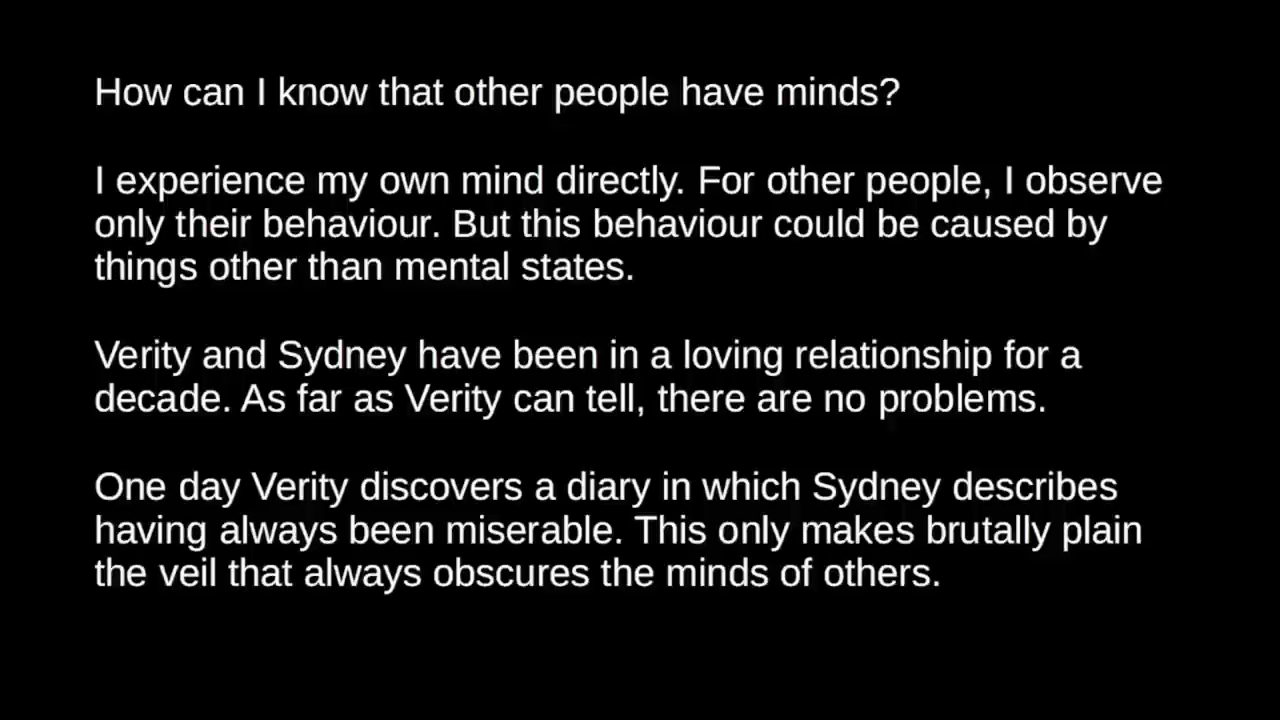 How can I know that other people have minds?
I experience my own mind directly. For other people, I observe
only their behaviour. But this behaviour could be caused by
things other than mental states.
Verity and Sydney have been in a loving relationship for a
decade. As far as Verity can tell, there are no problems.
One day Verity discovers a diary in which Sydney describes
having always been miserable. This only makes brutally plain
the veil that always obscures the minds of others.